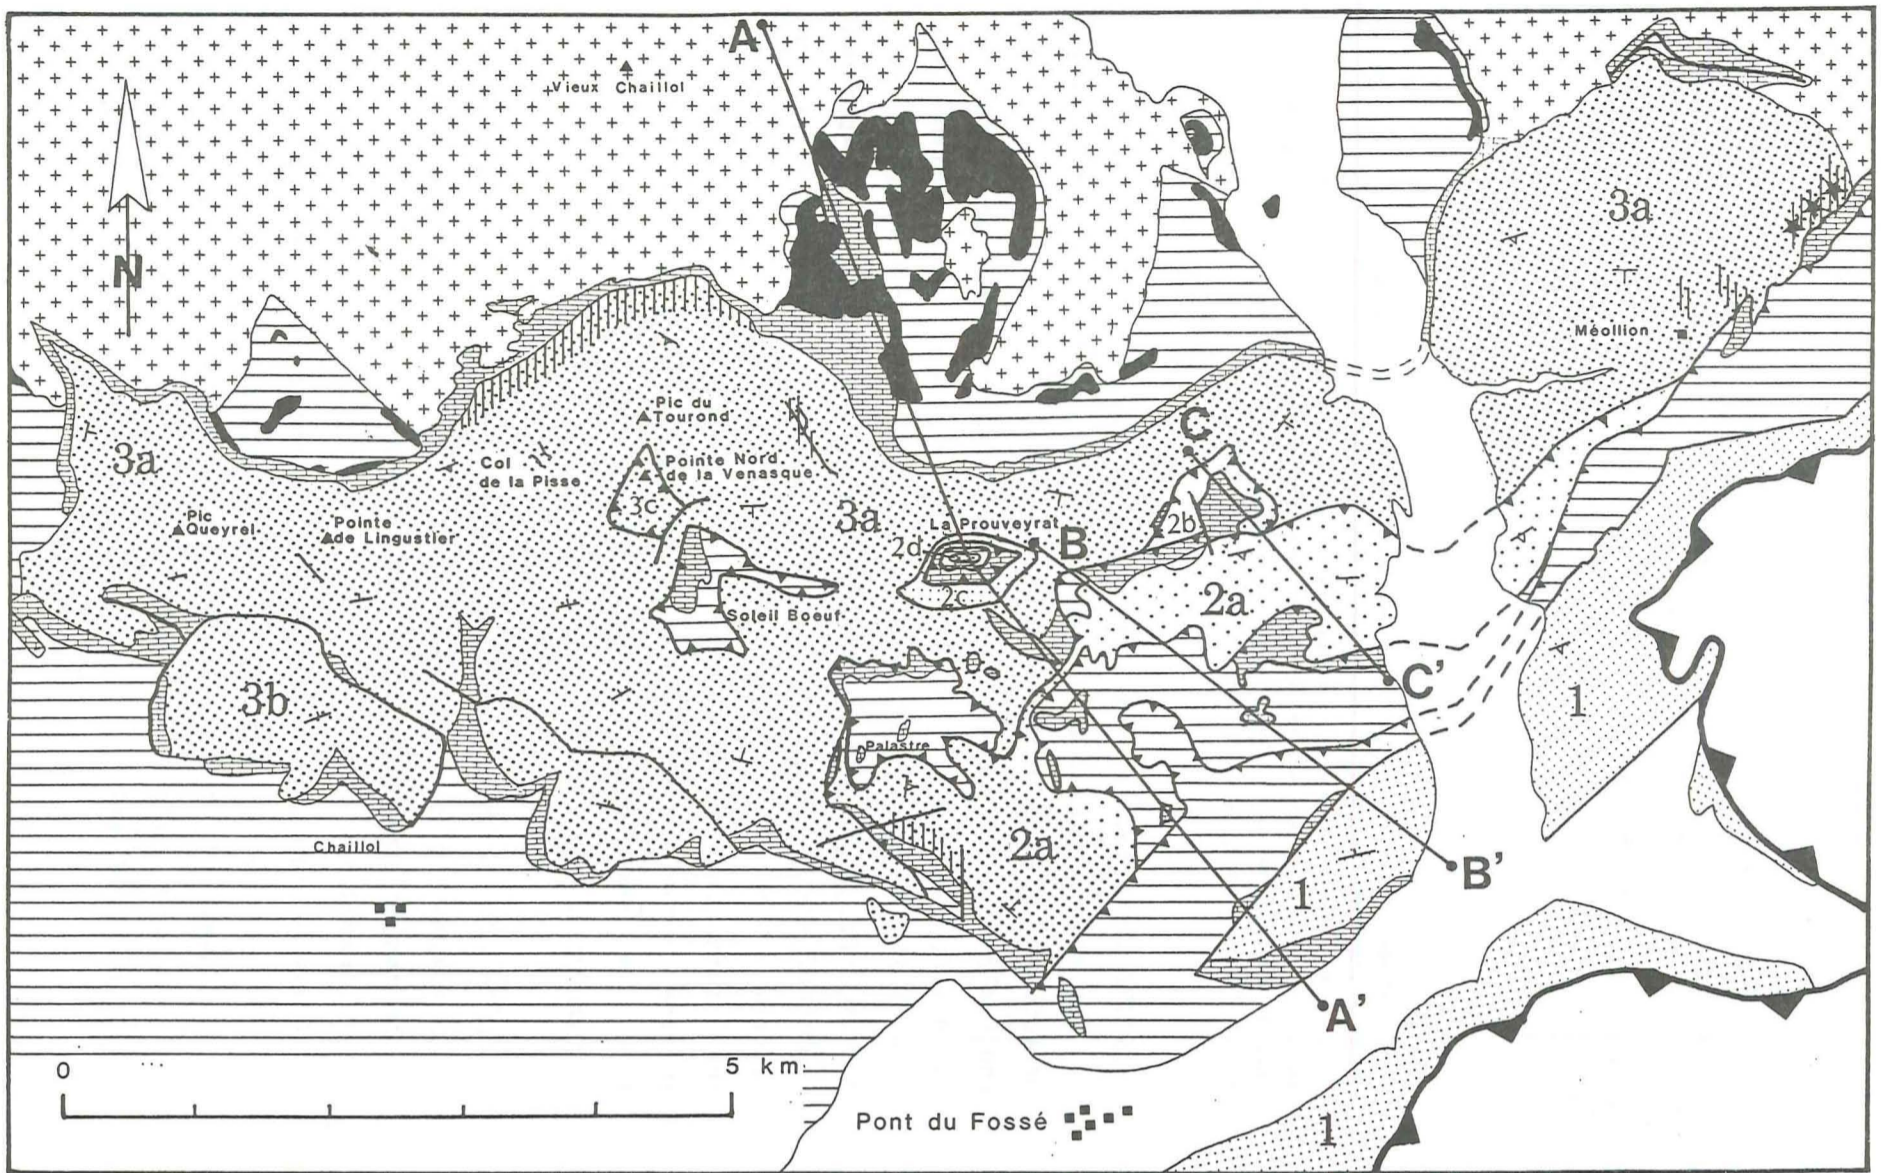 A
Vieux Chaillol
3a
N
Méollion
Pic du
Tourond
C
3a
Col
de la Pisse
Pointe Nord
de la Venasque
3c
Pic
Queyrel
Pointe
de Lingustier
3a
La Prouveyrat
2b
B
2d
2c
2a
Soleil Boeuf
3b
C'
1
Palastre
Chaillol
2a
B'
1
A'
0
5 km
Pont du Fossé
1